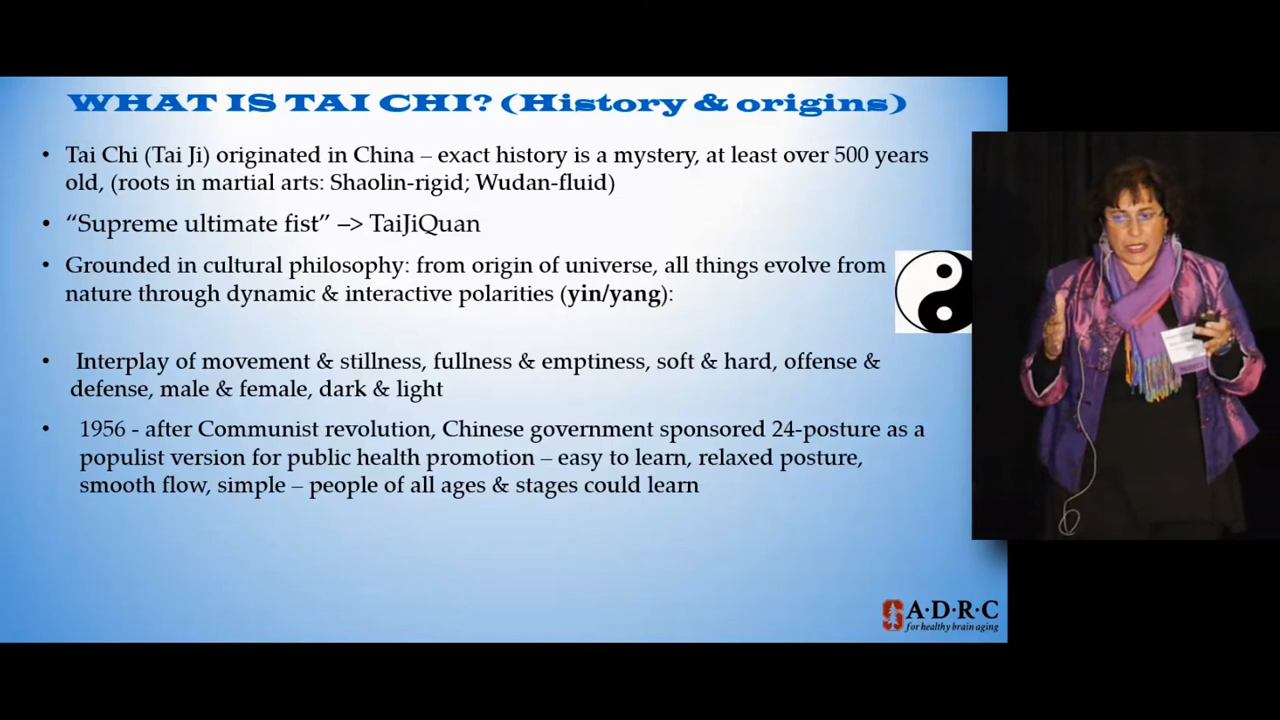 WHAT IS TAI CHI? (History & origins)
• Tai Chi (Tai Ji) originated in China – exact history is a mystery, at least over 500 years
old, (roots in martial arts: Shaolin-rigid; Wudan-fluid)
• “Supreme ultimate fist” –> TaiJiQuan
• Grounded in cultural philosophy: from origin of universe, all things evolve from
nature through dynamic & interactive polarities (yin/yang):
• Interplay of movement & stillness, fullness & emptiness, soft & hard, offense &
defense, male & female, dark & light
• 1956 - after Communist revolution, Chinese government sponsored 24-posture as a
populist version for public health promotion – easy to learn, relaxed posture,
smooth flow, simple – people of all ages & stages could learn
A·D·R·C
for healthy brain aging